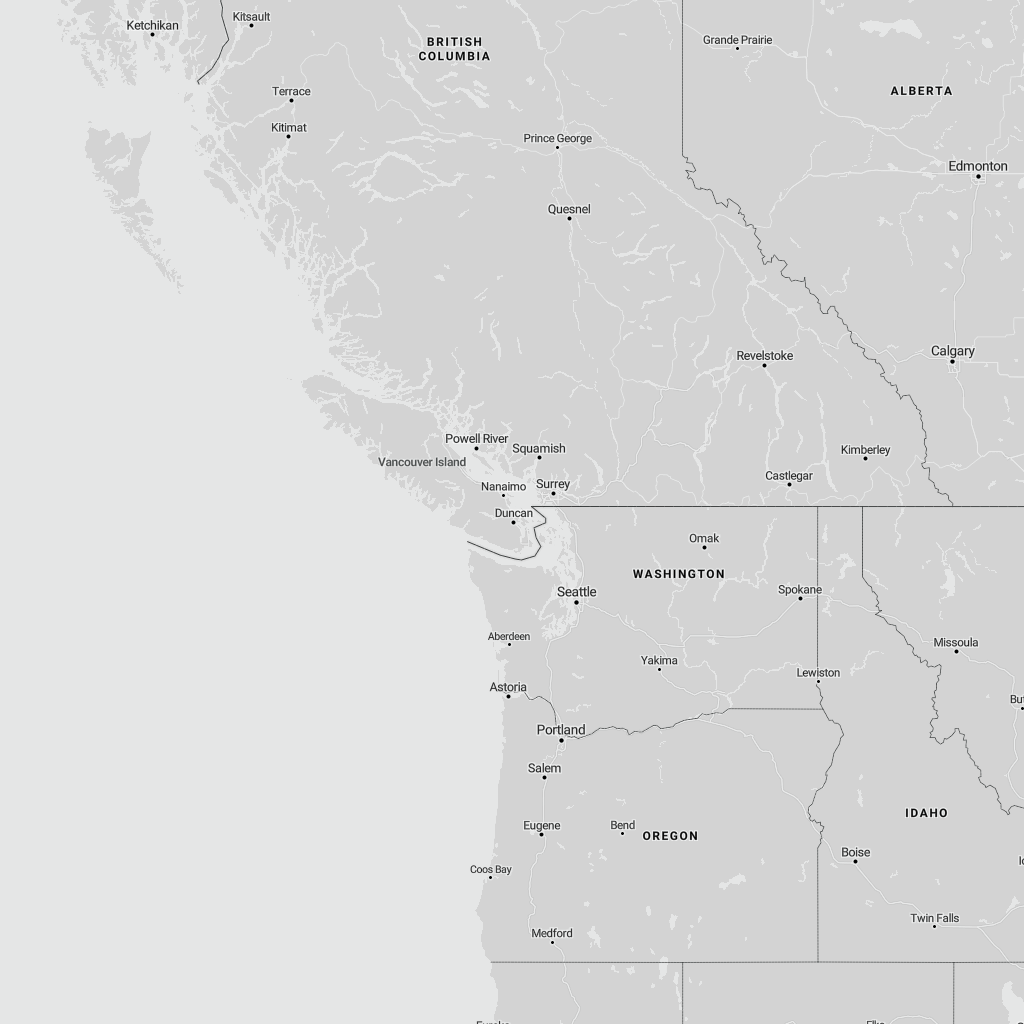 Kitsault
Ketchikan
BRITISH
COLUMBIA
Grande Prairie
Terrace
ALBERTA
Kitimat
Prince George
Edmonton
Quesnel
Calgary
Revelstoke
Powell River
Squamish
Kimberley
Vancouver Island
Castlegar
Nanaimo
Surrey
Duncan
Omak
WASHINGTON
Seattle
Spokane
Aberdeen
Missoula
Yakima
Lewiston
Astoria
Portland
Salem
IDAHO
Eugene
Bend
OREGON
Boise
Coos Bay
Twin Falls
Medford